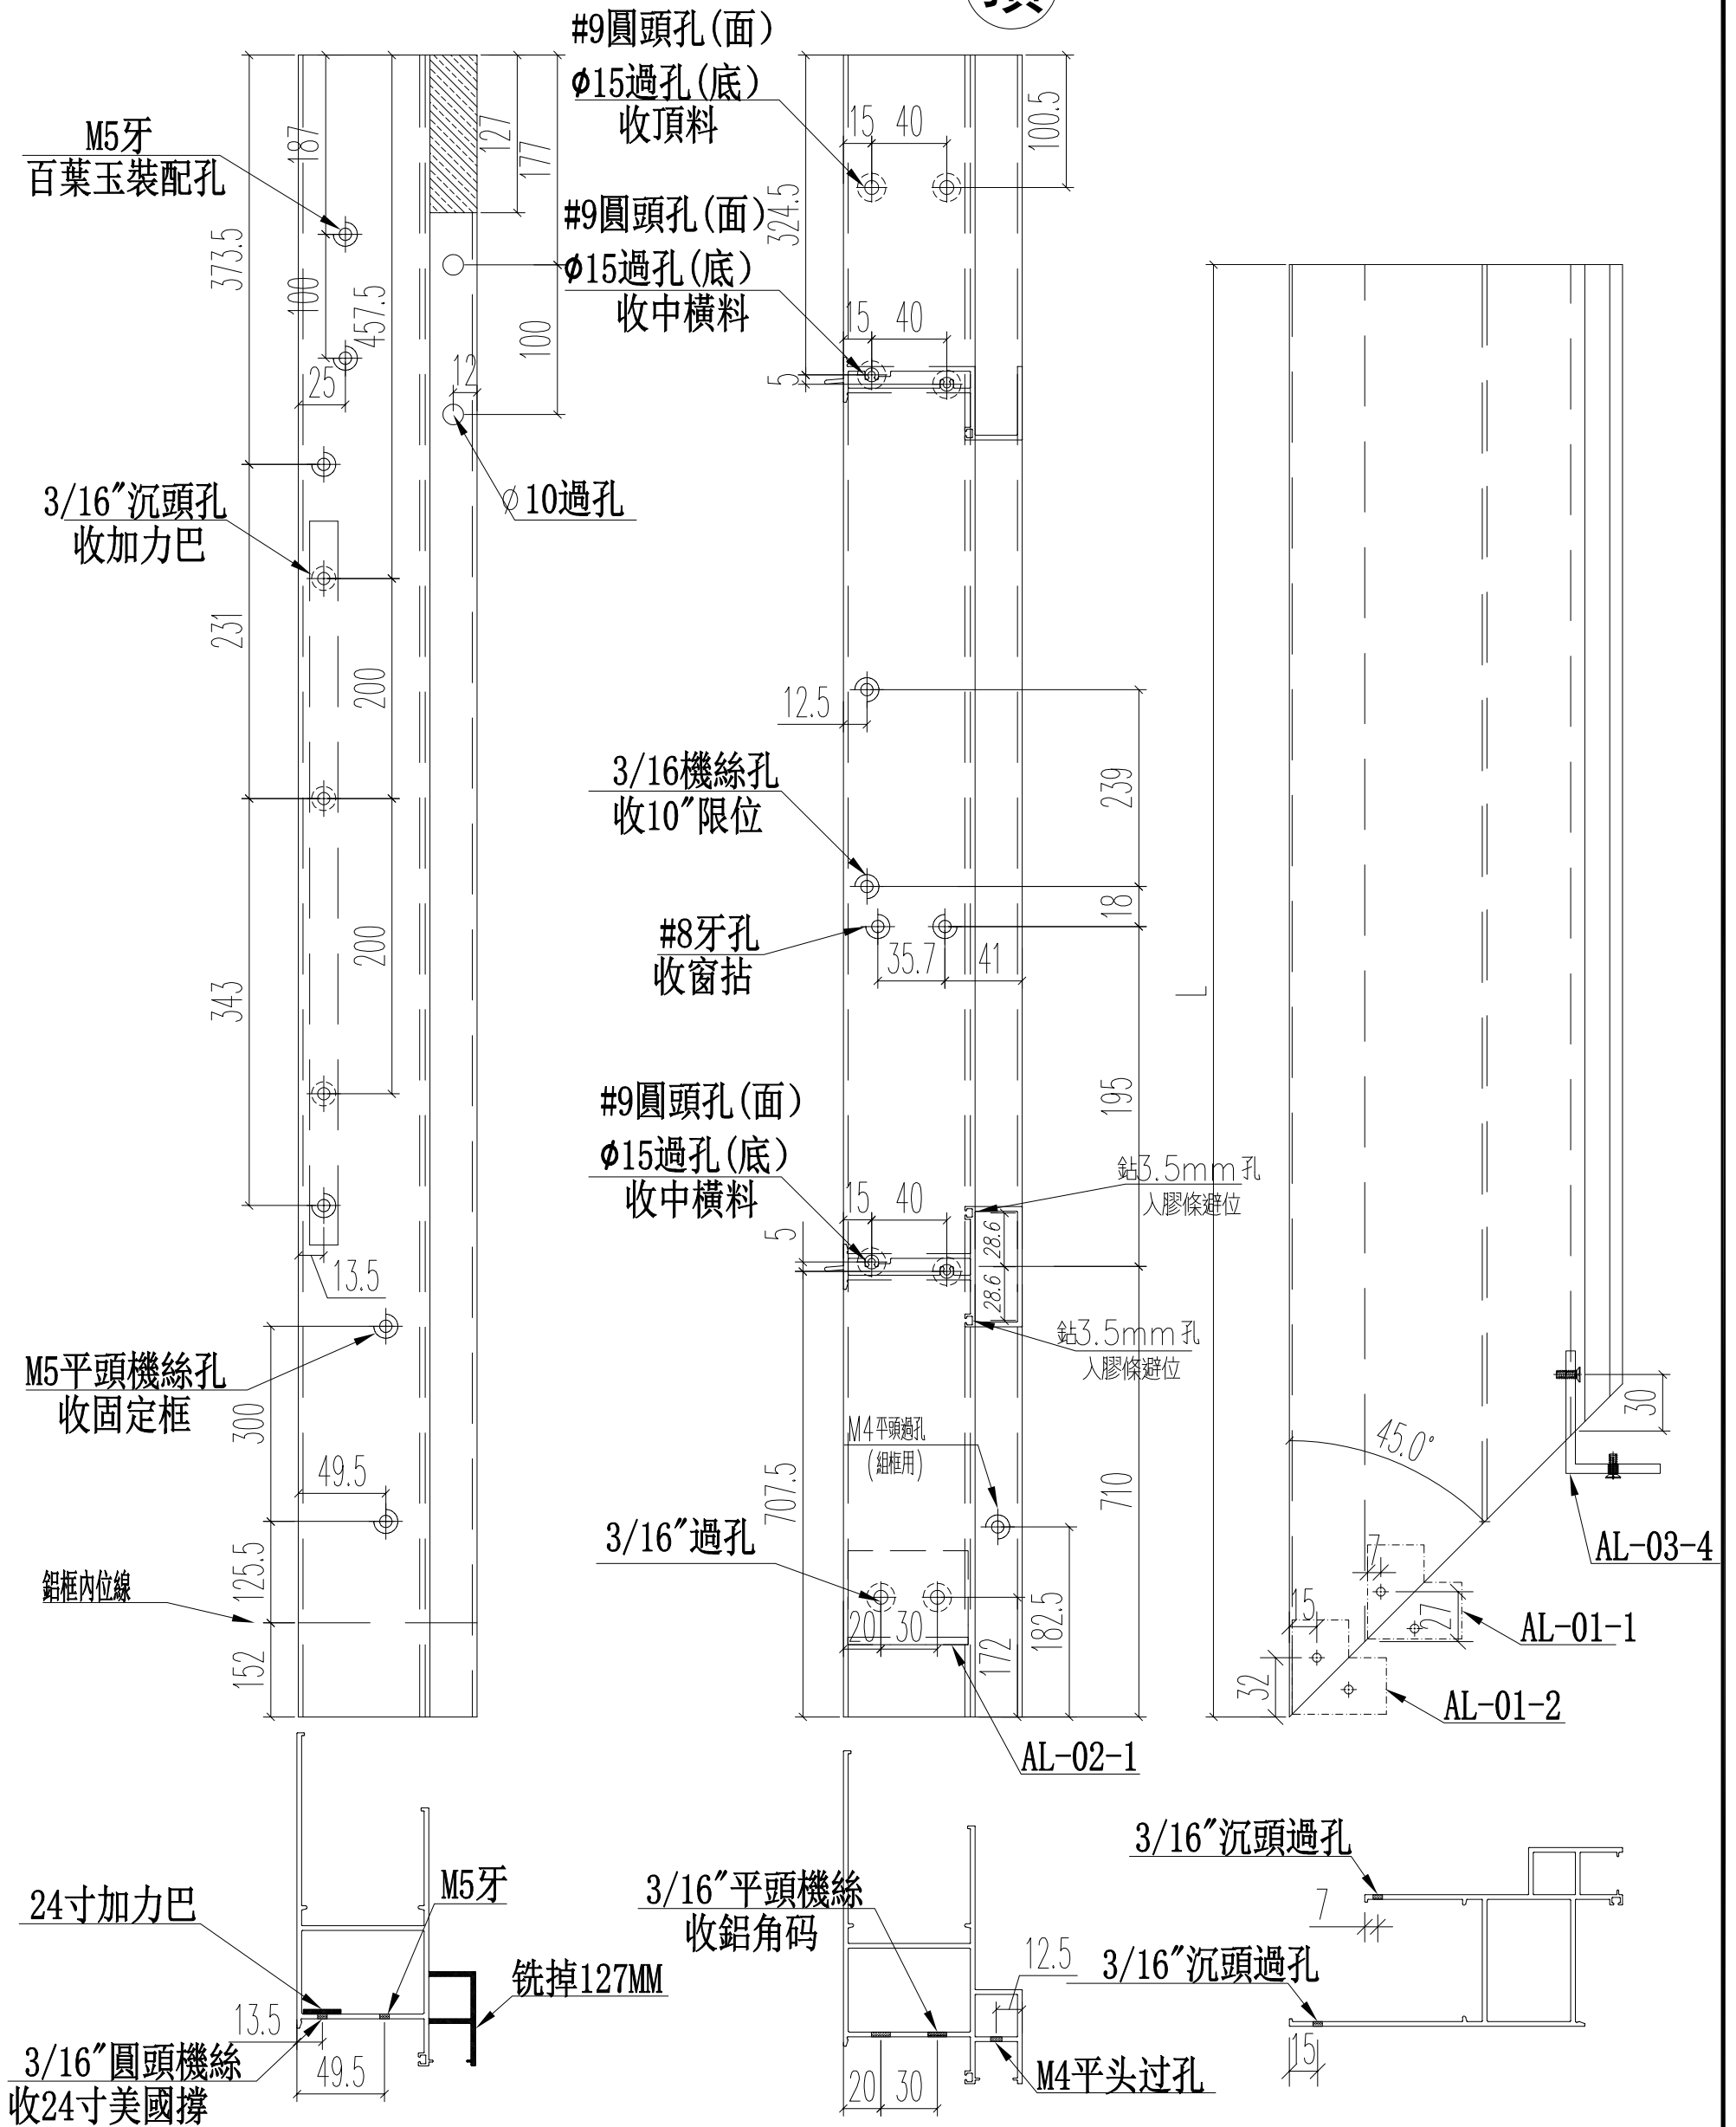 #9圓頭孔(面)
ϕ15過孔(底)
收頂料
M5牙
百葉玉裝配孔
187
127
177
15
40
100.5
324.5
#9圓頭孔(面)
ϕ15過孔(底)
收中橫料
373.5
100
457.5
25
12
100
15
40
5
3/16"沉頭孔
收加力巴
∅10過孔
231
200
12.5
3/16機絲孔
收10"限位
239
18
#8牙孔
收窗拈
35.7
41
200
343
L
195
#9圓頭孔(面)
ϕ15過孔(底)
收中橫料
鉆3.5mm孔
入膠條避位
15
40
5
28.6
28.6
13.5
鉆3.5mm孔
入膠條避位
M5平頭機絲孔
收固定框
300
49.5
M4平頭過孔
(組框用)
707.5
710
45.0°
30
3/16"過孔
AL-03-4
鋁框內位線
125.5
152
20
30
172
182.5
7
15
27
32
AL-01-1
AL-01-2
AL-02-1
24寸加力巴
M5牙
3/16"平頭機絲
收鋁角码
3/16"沉頭過孔
7
铣掉127MM
12.5
3/16"沉頭過孔
13.5
3/16"圓頭機絲
收24寸美國撐
49.5
20
30
M4平头过孔
15